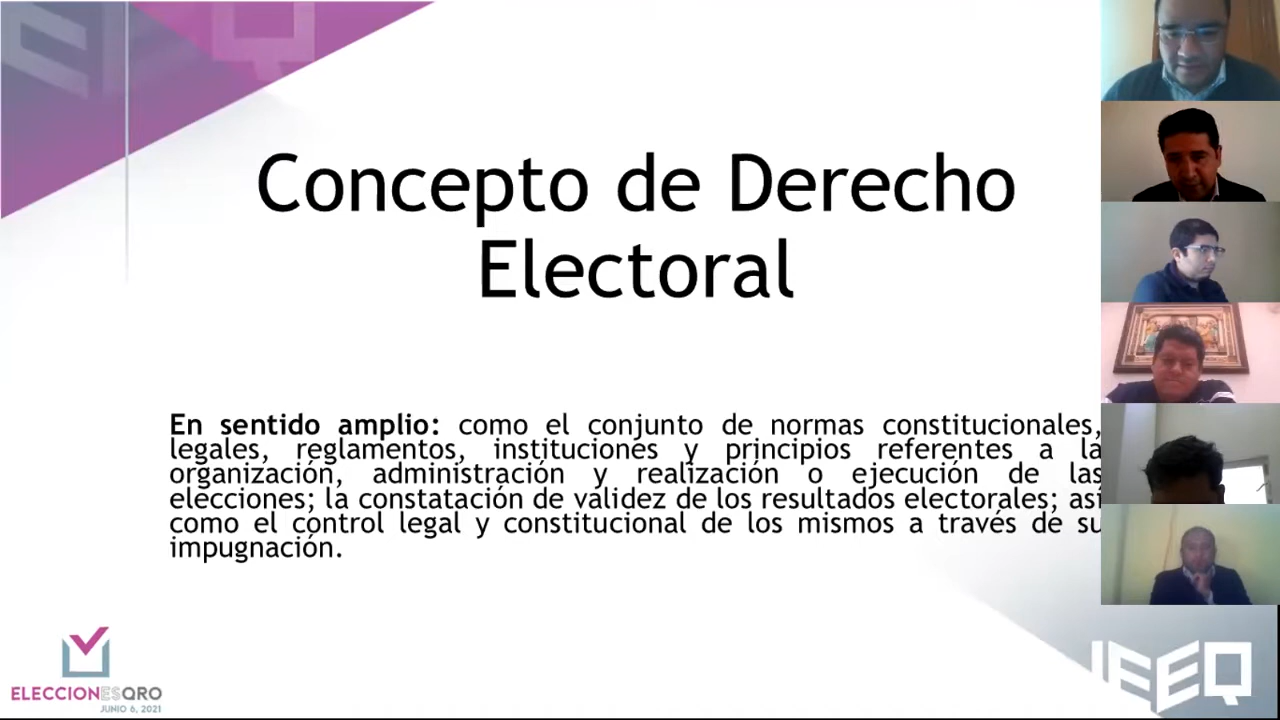 Concepto de Derecho
Electoral
En sentido amplio: como el conjunto de normas constitucionales,
legales, reglamentos, instituciones y principios referentes a la
organización, administración y realización o ejecución de las
elecciones; la constatación de validez de los resultados electorales; así
como el control legal y constitucional de los mismos a través de su
impugnación.
ELECCIONESQRO
JUNIO 6, 2021
IEEQ